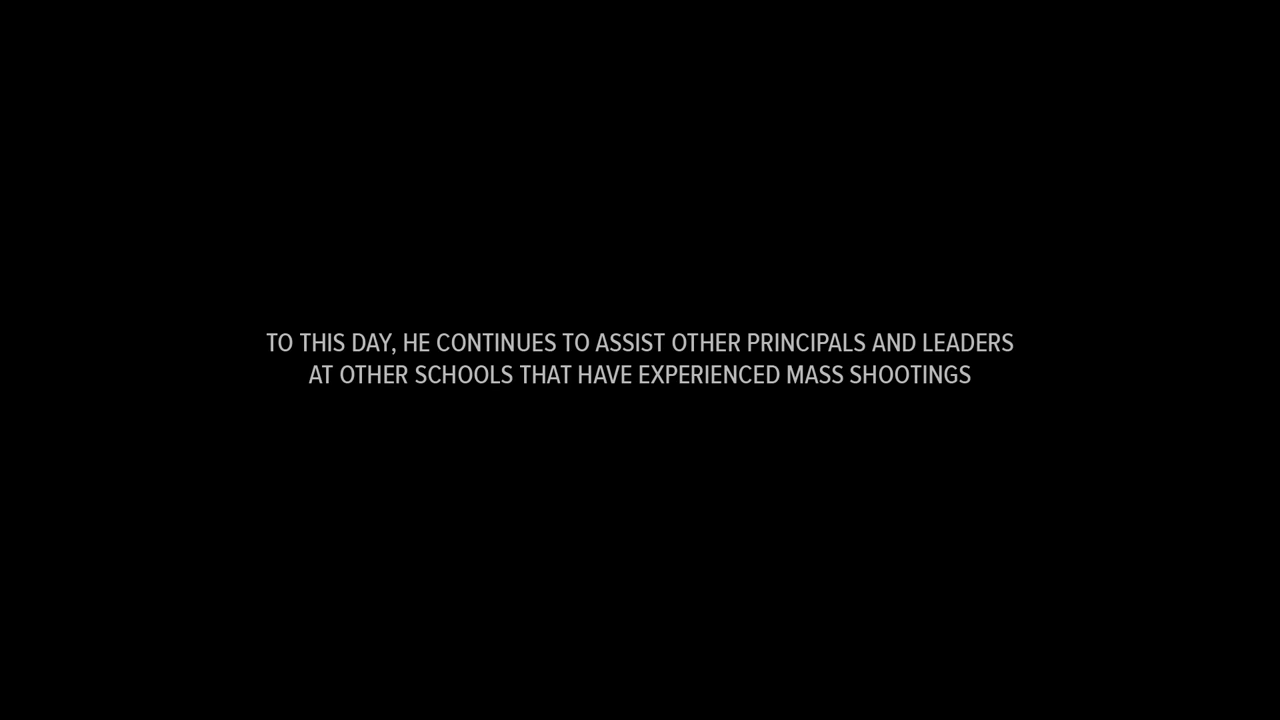 TO THIS DAY, HE CONTINUES TO ASSIST OTHER PRINCIPALS AND LEADERS
AT OTHER SCHOOLS THAT HAVE EXPERIENCED MASS SHOOTINGS